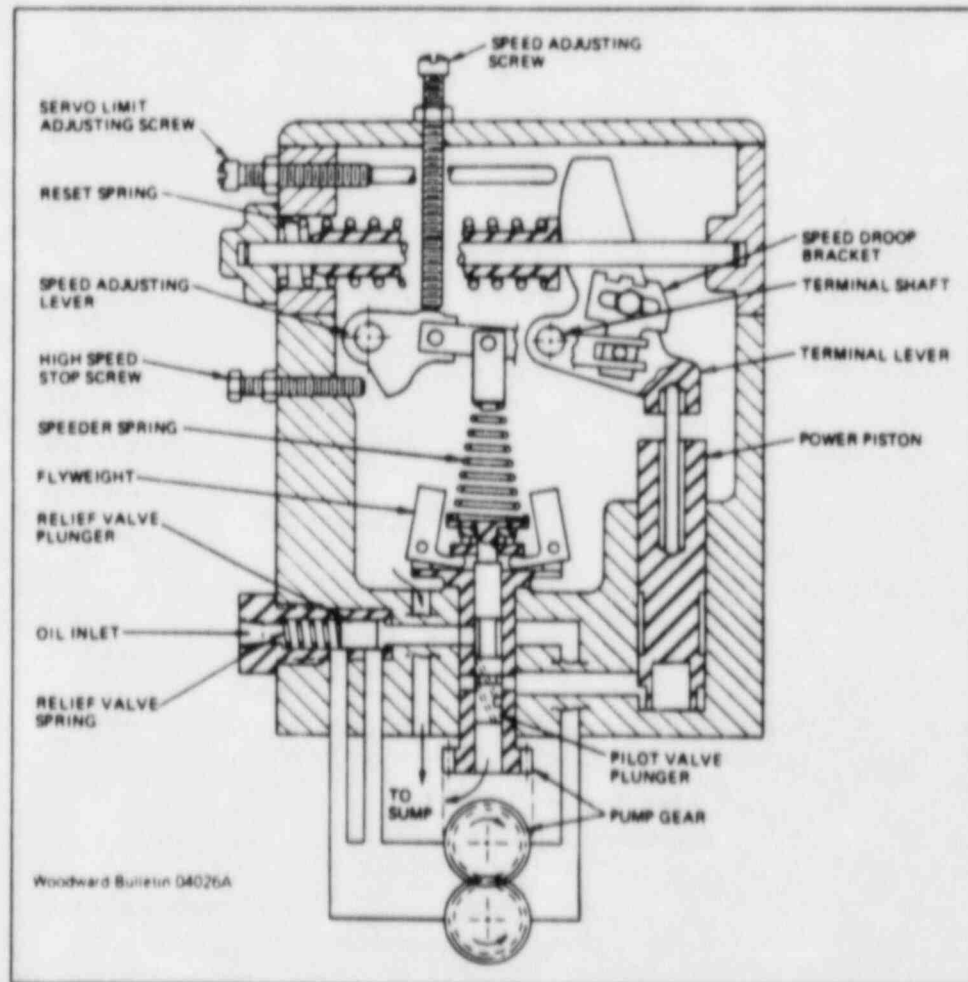 SPEED ADJUSTING
SCREW
SERVO LIMIT
ADJUSTING SCREW
RESET SPRING
SPEED ADJUSTING
LEVER
HIGH SPEED
STOP SCREW
SPEEDER SPRING
FLYWEIGHT
RELIEF VALVE
PLUNGER
OIL INLET
RELIEF VALVE
SPRING
SPEED DROOP
BRACKET
TERMINAL SHAFT
TERMINAL LEVER
POWER PISTON
PILOT VALVE
PLUNGER
TO
SUMP
PUMP GEAR
Woodward Bulletin 04026A